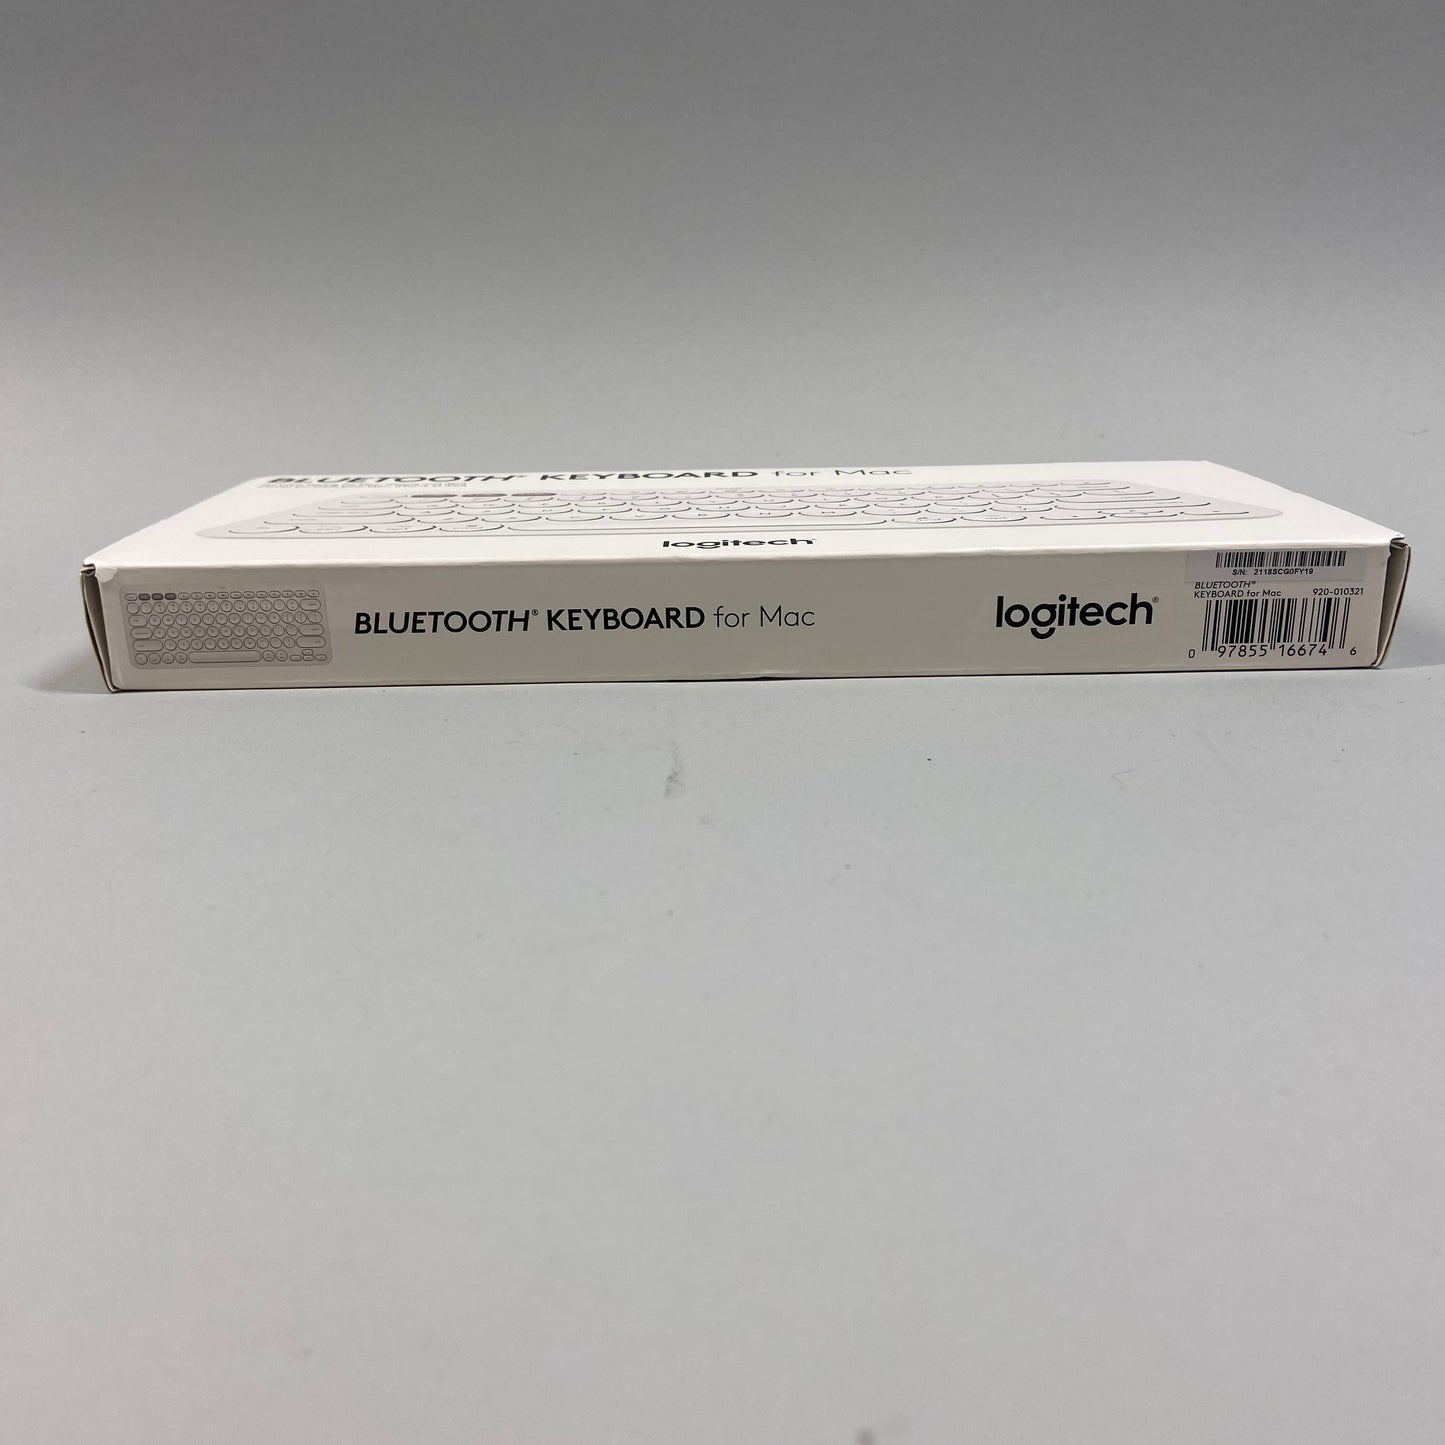 BLUETOOTH® KEYBOARD for Mac
logitech
BLUETOOTH® KEYBOARD for Mac
logitech®
S/N: 2118SCG0FY19
BLUETOOTH®
KEYBOARD for Mac 920-010321
0 97855 16674 6